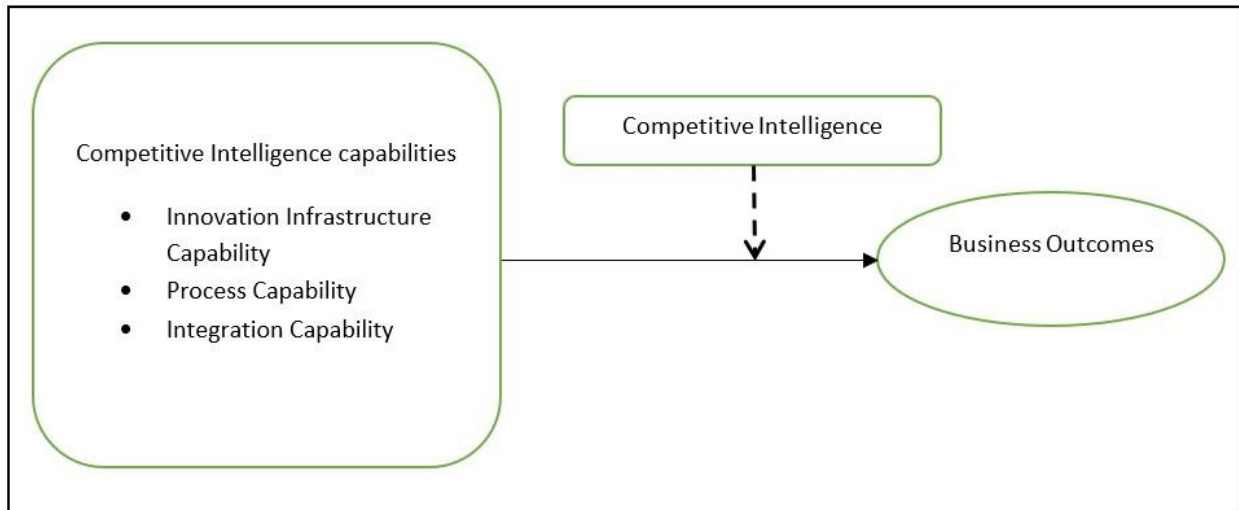 Competitive Intelligence capabilities
• Innovation Infrastructure
Capability
• Process Capability
• Integration Capability
Competitive Intelligence
Business Outcomes